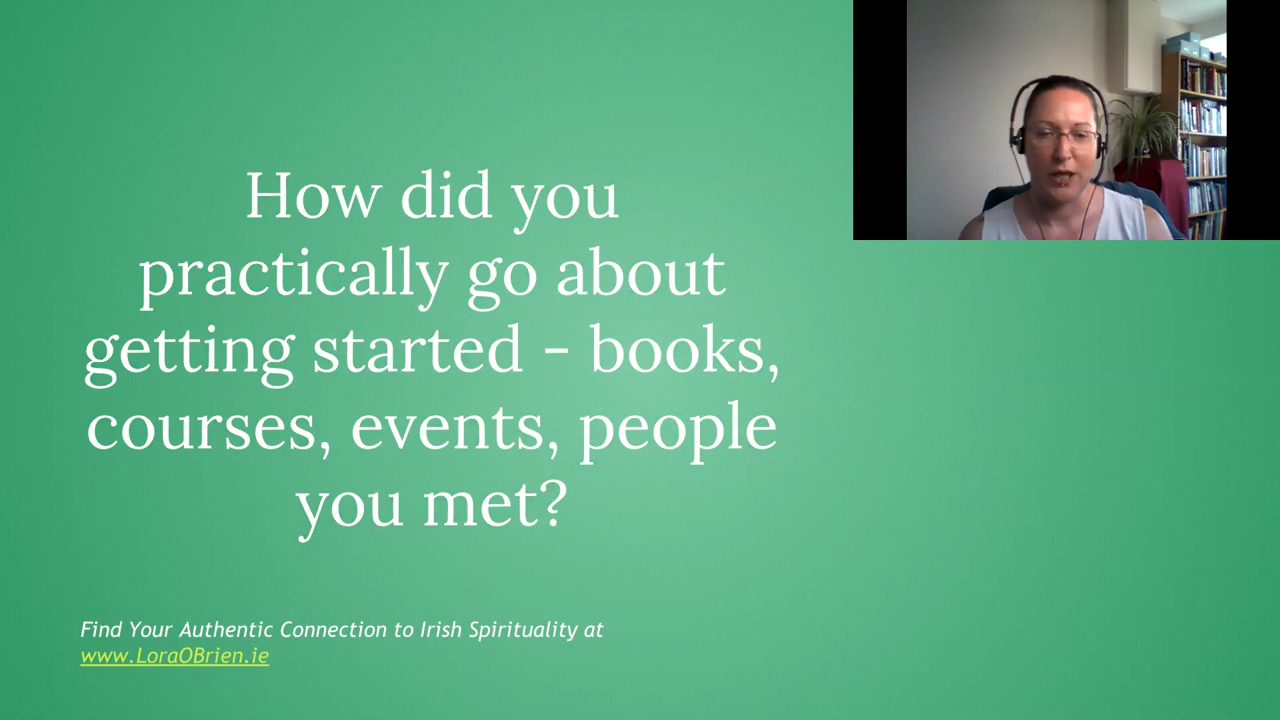 How did you
practically go about
getting started - books,
courses, events, people
you met?
Find Your Authentic Connection to Irish Spirituality at
www.LoraOBrien.ie